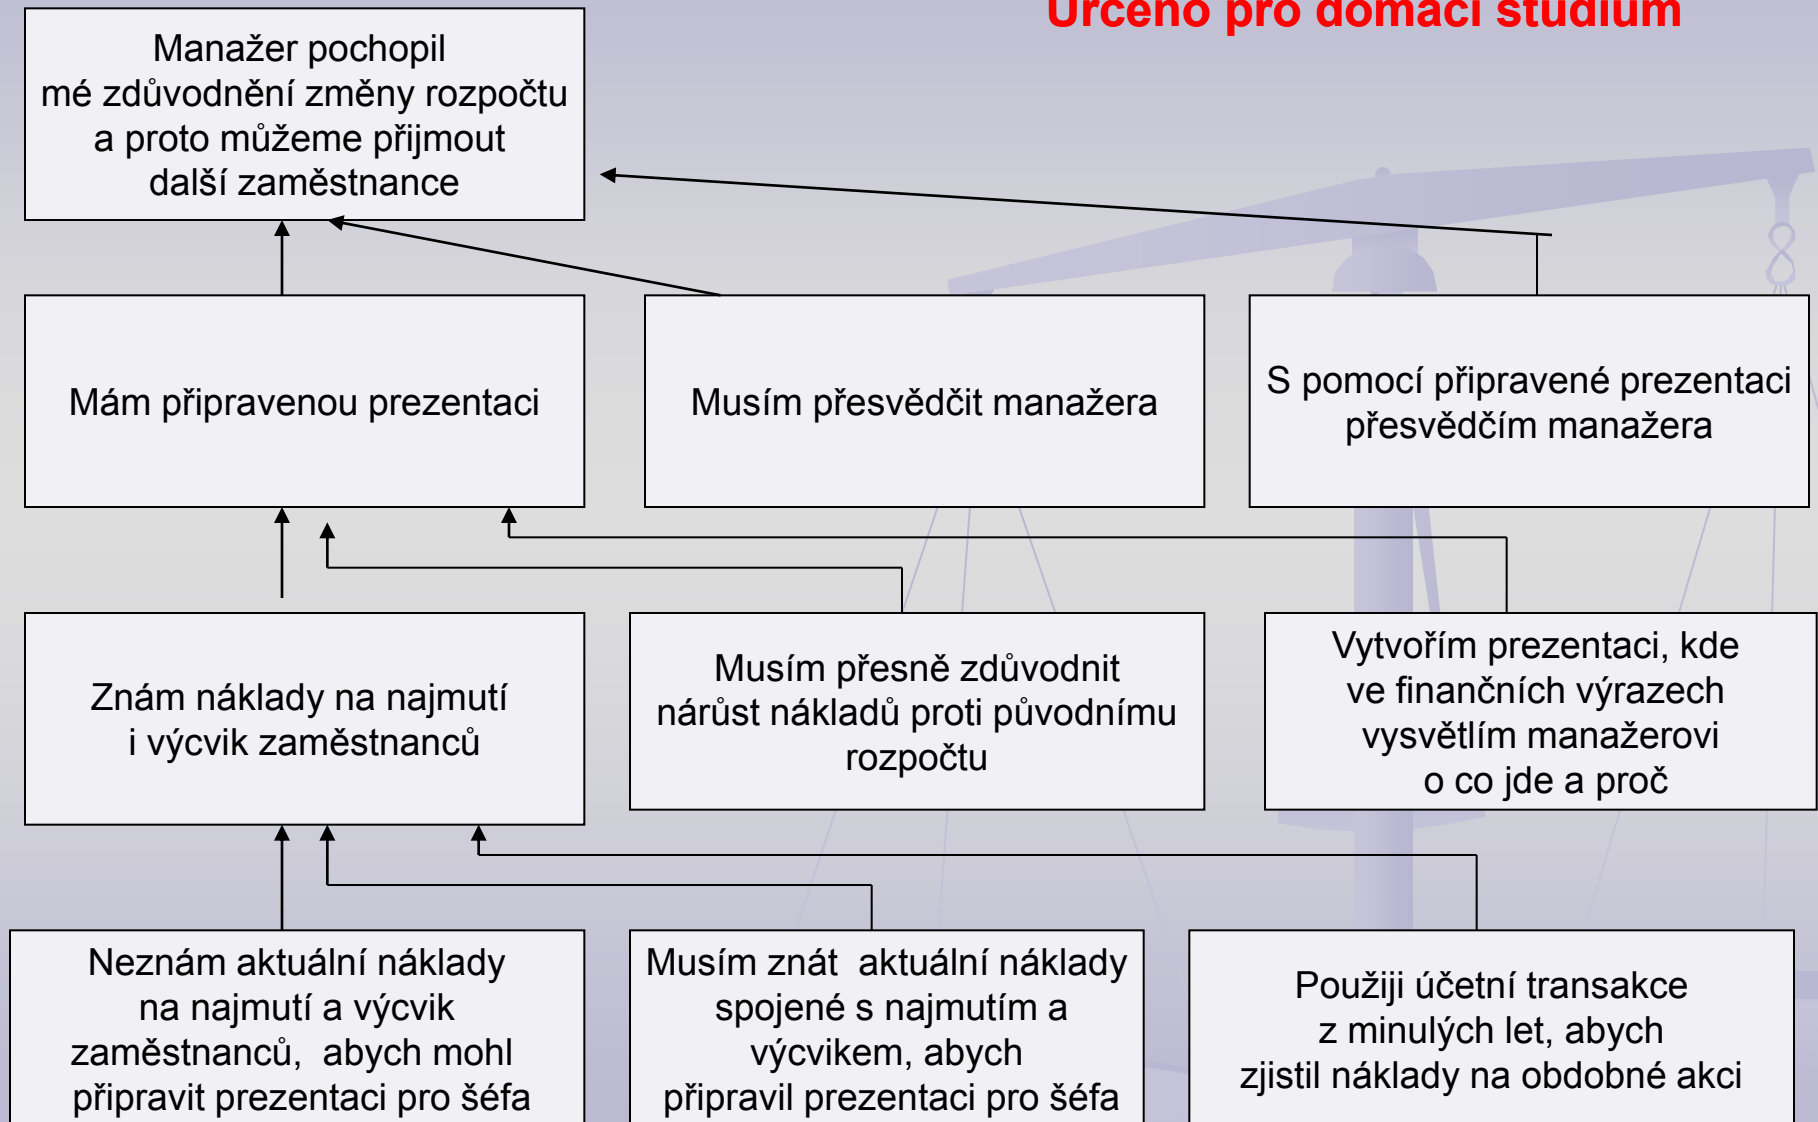 Určeno pro domácí studium
Manažer pochopil
mé zdůvodnění změny rozpočtu
a proto můžeme přijmout
další zaměstnance
Mám připravenou prezentaci
Musím přesvědčit manažera
S pomocí připravené prezentaci
přesvědčím manažera
Znám náklady na najmutí
i výcvik zaměstnanců
Musím přesně zdůvodnit
nárůst nákladů proti původnímu
rozpočtu
Vytvořím prezentaci, kde
ve finančních výrazech
vysvětlím manažerovi
o co jde a proč
Neznám aktuální náklady
na najmutí a výcvik
zaměstnanců, abych mohl
připravit prezentaci pro šéfa
Musím znát aktuální náklady
spojené s najmutím a
výcvikem, abych
připravil prezentaci pro šéfa
Použiji účetní transakce
z minulých let, abych
zjistil náklady na obdobné akci